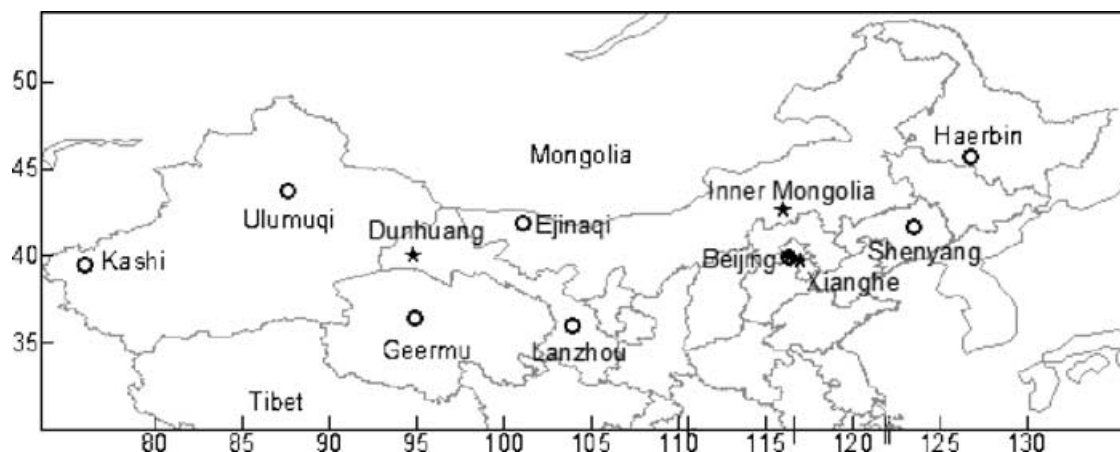 50
Haerbin
Mongolia
45
Inner Mongolia
Ulumuqi
Dunhuang
Ejinaqi
40
Kashi
Beijing
Shenyang
Xianghe
35
Geermu
Lanzhou
Tibet
80 85 90 95 100 105 110 115 120 125 130